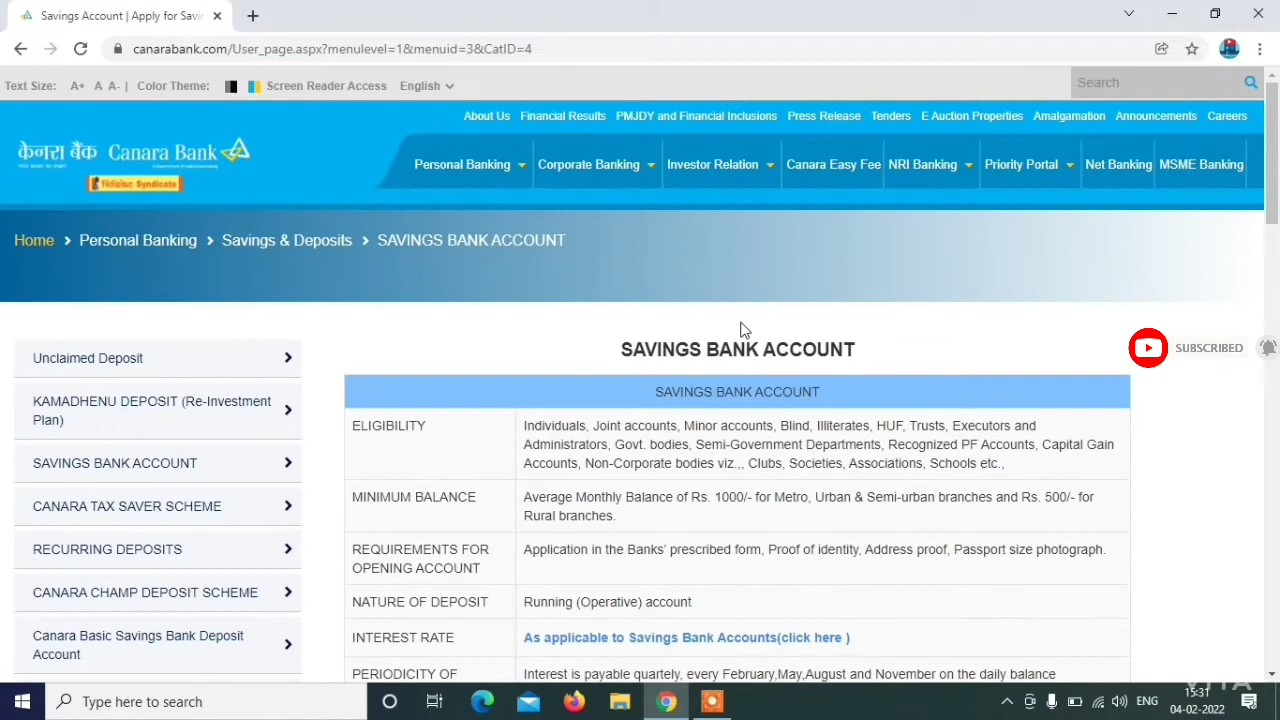 Savings Account | Apply for Savi
canarabank.com/User_page.aspx?menulevel=1&menuid=3&CatID=4
Text Size: A+ A A- | Color Theme: Screen Reader Access English
Search
About Us Financial Results PMJDY and Financial Inclusions Press Release Tenders E Auction Properties Amalgamation Announcements Careers
केनरा बैंक Canara Bank
Syndicate
Personal Banking Corporate Banking Investor Relation Canara Easy Fee NRI Banking Priority Portal Net Banking MSME Banking
Home > Personal Banking > Savings & Deposits > SAVINGS BANK ACCOUNT
Unclaimed Deposit
KAMADHENU DEPOSIT (Re-Investment
Plan)
SAVINGS BANK ACCOUNT
CANARA TAX SAVER SCHEME
RECURRING DEPOSITS
CANARA CHAMP DEPOSIT SCHEME
Canara Basic Savings Bank Deposit
Account
SAVINGS BANK ACCOUNT
SUBSCRIBED
SAVINGS BANK ACCOUNT
ELIGIBILITY
Individuals, Joint accounts, Minor accounts, Blind, Illiterates, HUF, Trusts, Executors and
Administrators, Govt. bodies, Semi-Government Departments, Recognized PF Accounts, Capital Gain
Accounts, Non-Corporate bodies viz.,, Clubs, Societies, Associations, Schools etc.,
MINIMUM BALANCE
Average Monthly Balance of Rs. 1000/- for Metro, Urban & Semi-urban branches and Rs. 500/- for
Rural branches.
REQUIREMENTS FOR
OPENING ACCOUNT
Application in the Banks' prescribed form, Proof of identity, Address proof, Passport size photograph.
NATURE OF DEPOSIT
Running (Operative) account
INTEREST RATE
As applicable to Savings Bank Accounts(click here )
PERIODICITY OF
Interest is payable quartely, every February,May,August and November on the daily balance
Type here to search
ENG
15:31
04-02-2022
VITA